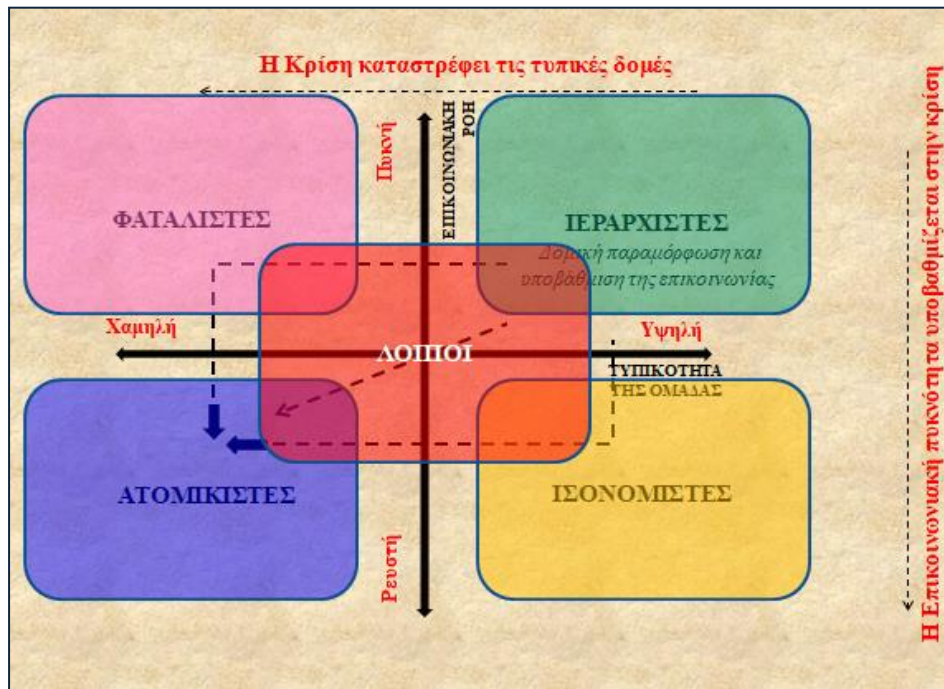 Η Κρίση καταστρέφει τις τυπικές δομές
Πυκνή
ΕΠΙΚΟΙΝΩΝΙΑΚΗ
ΡΟΗ
ΦΑΤΑΛΙΣΤΕΣ
ΙΕΡΑΡΧΙΣΤΕΣ
Δομική παραμόρφωση και
υποβάθμιση της επικοινωνίας
Χαμηλή
Υψηλή
ΛΟΙΠΟΙ
ΤΥΠΙΚΟΤΗΤΑ
ΤΗΣ ΟΜΑΔΑΣ
ΑΤΟΜΙΚΙΣΤΕΣ
ΙΣΟΝΟΜΙΣΤΕΣ
Ρευστή
Η Επικοινωνιακή πυκνότητα υποβαθμίζεται στην κρίση